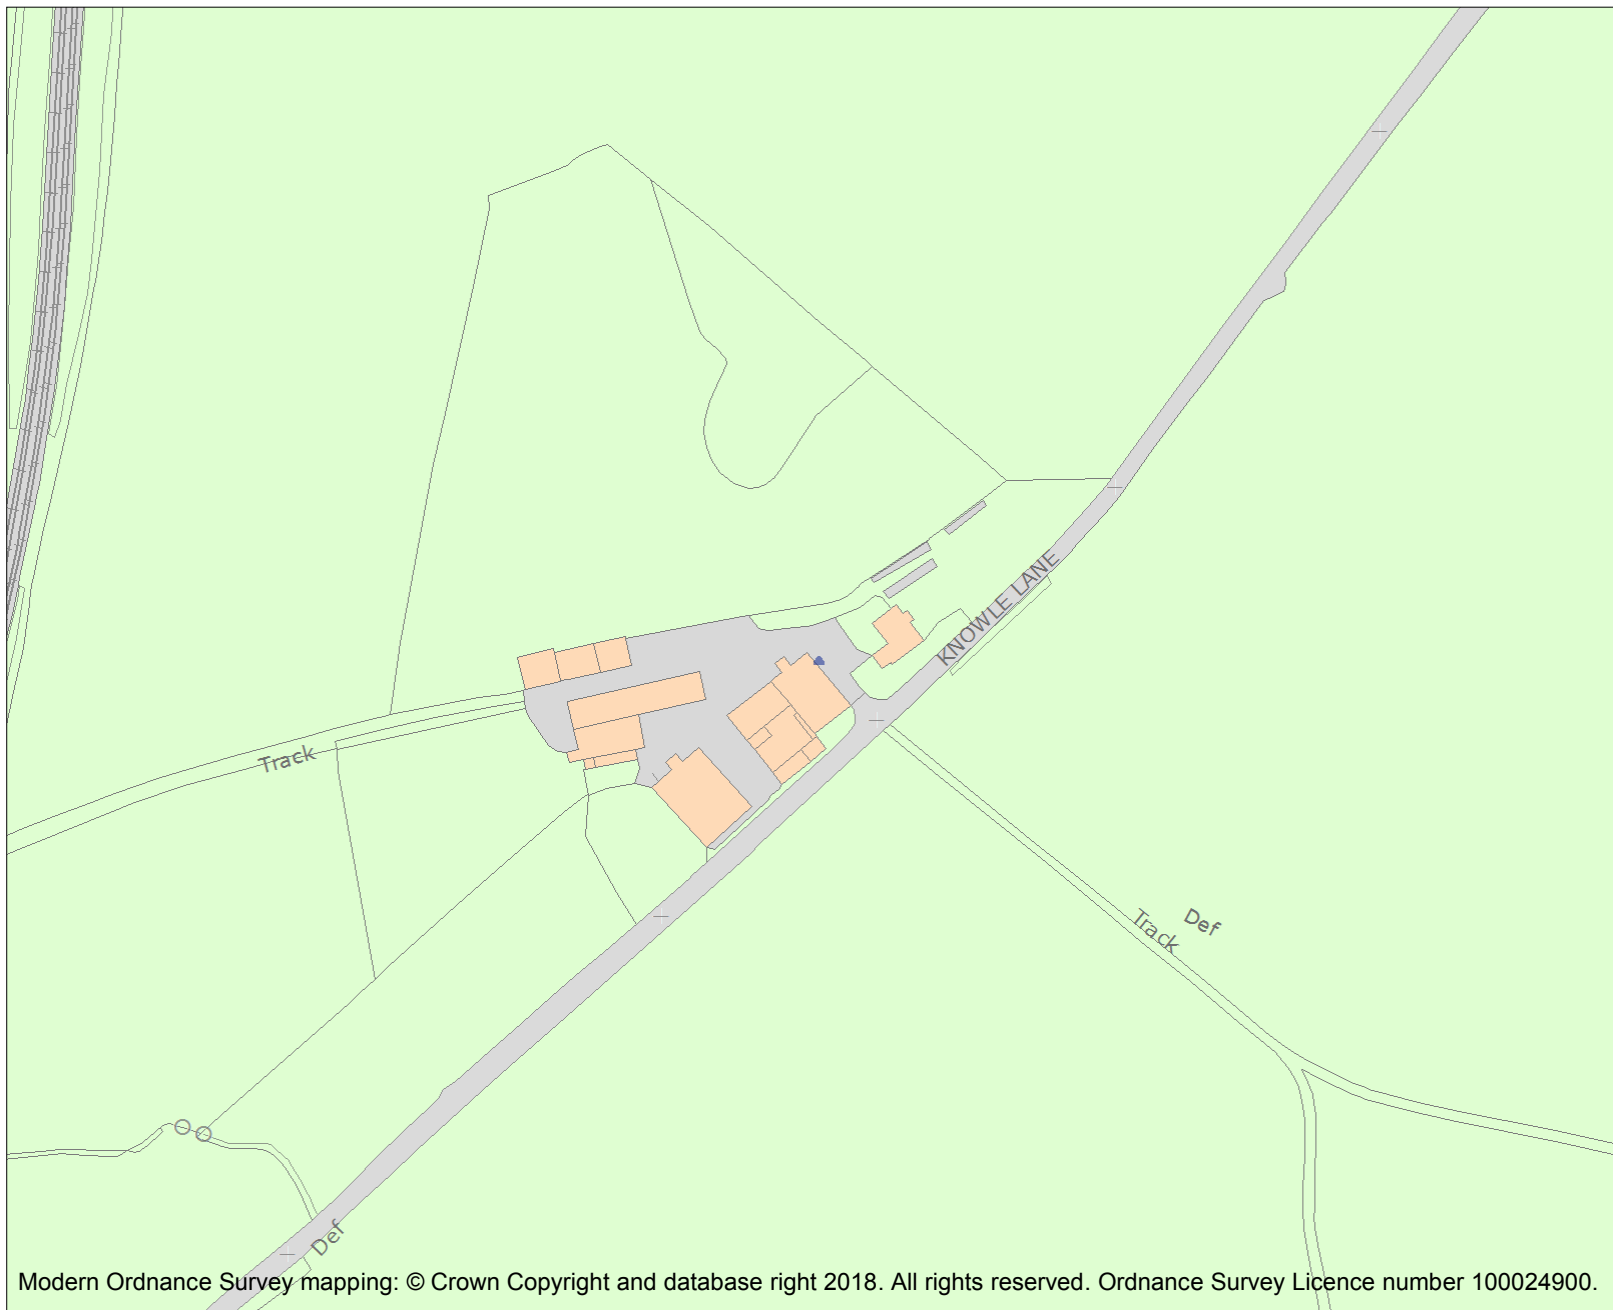 KNOWLE LANE
Track
Def
Track
Def
Modern Ordnance Survey mapping: © Crown Copyright and database right 2018. All rights reserved. Ordnance Survey Licence number 100024900.